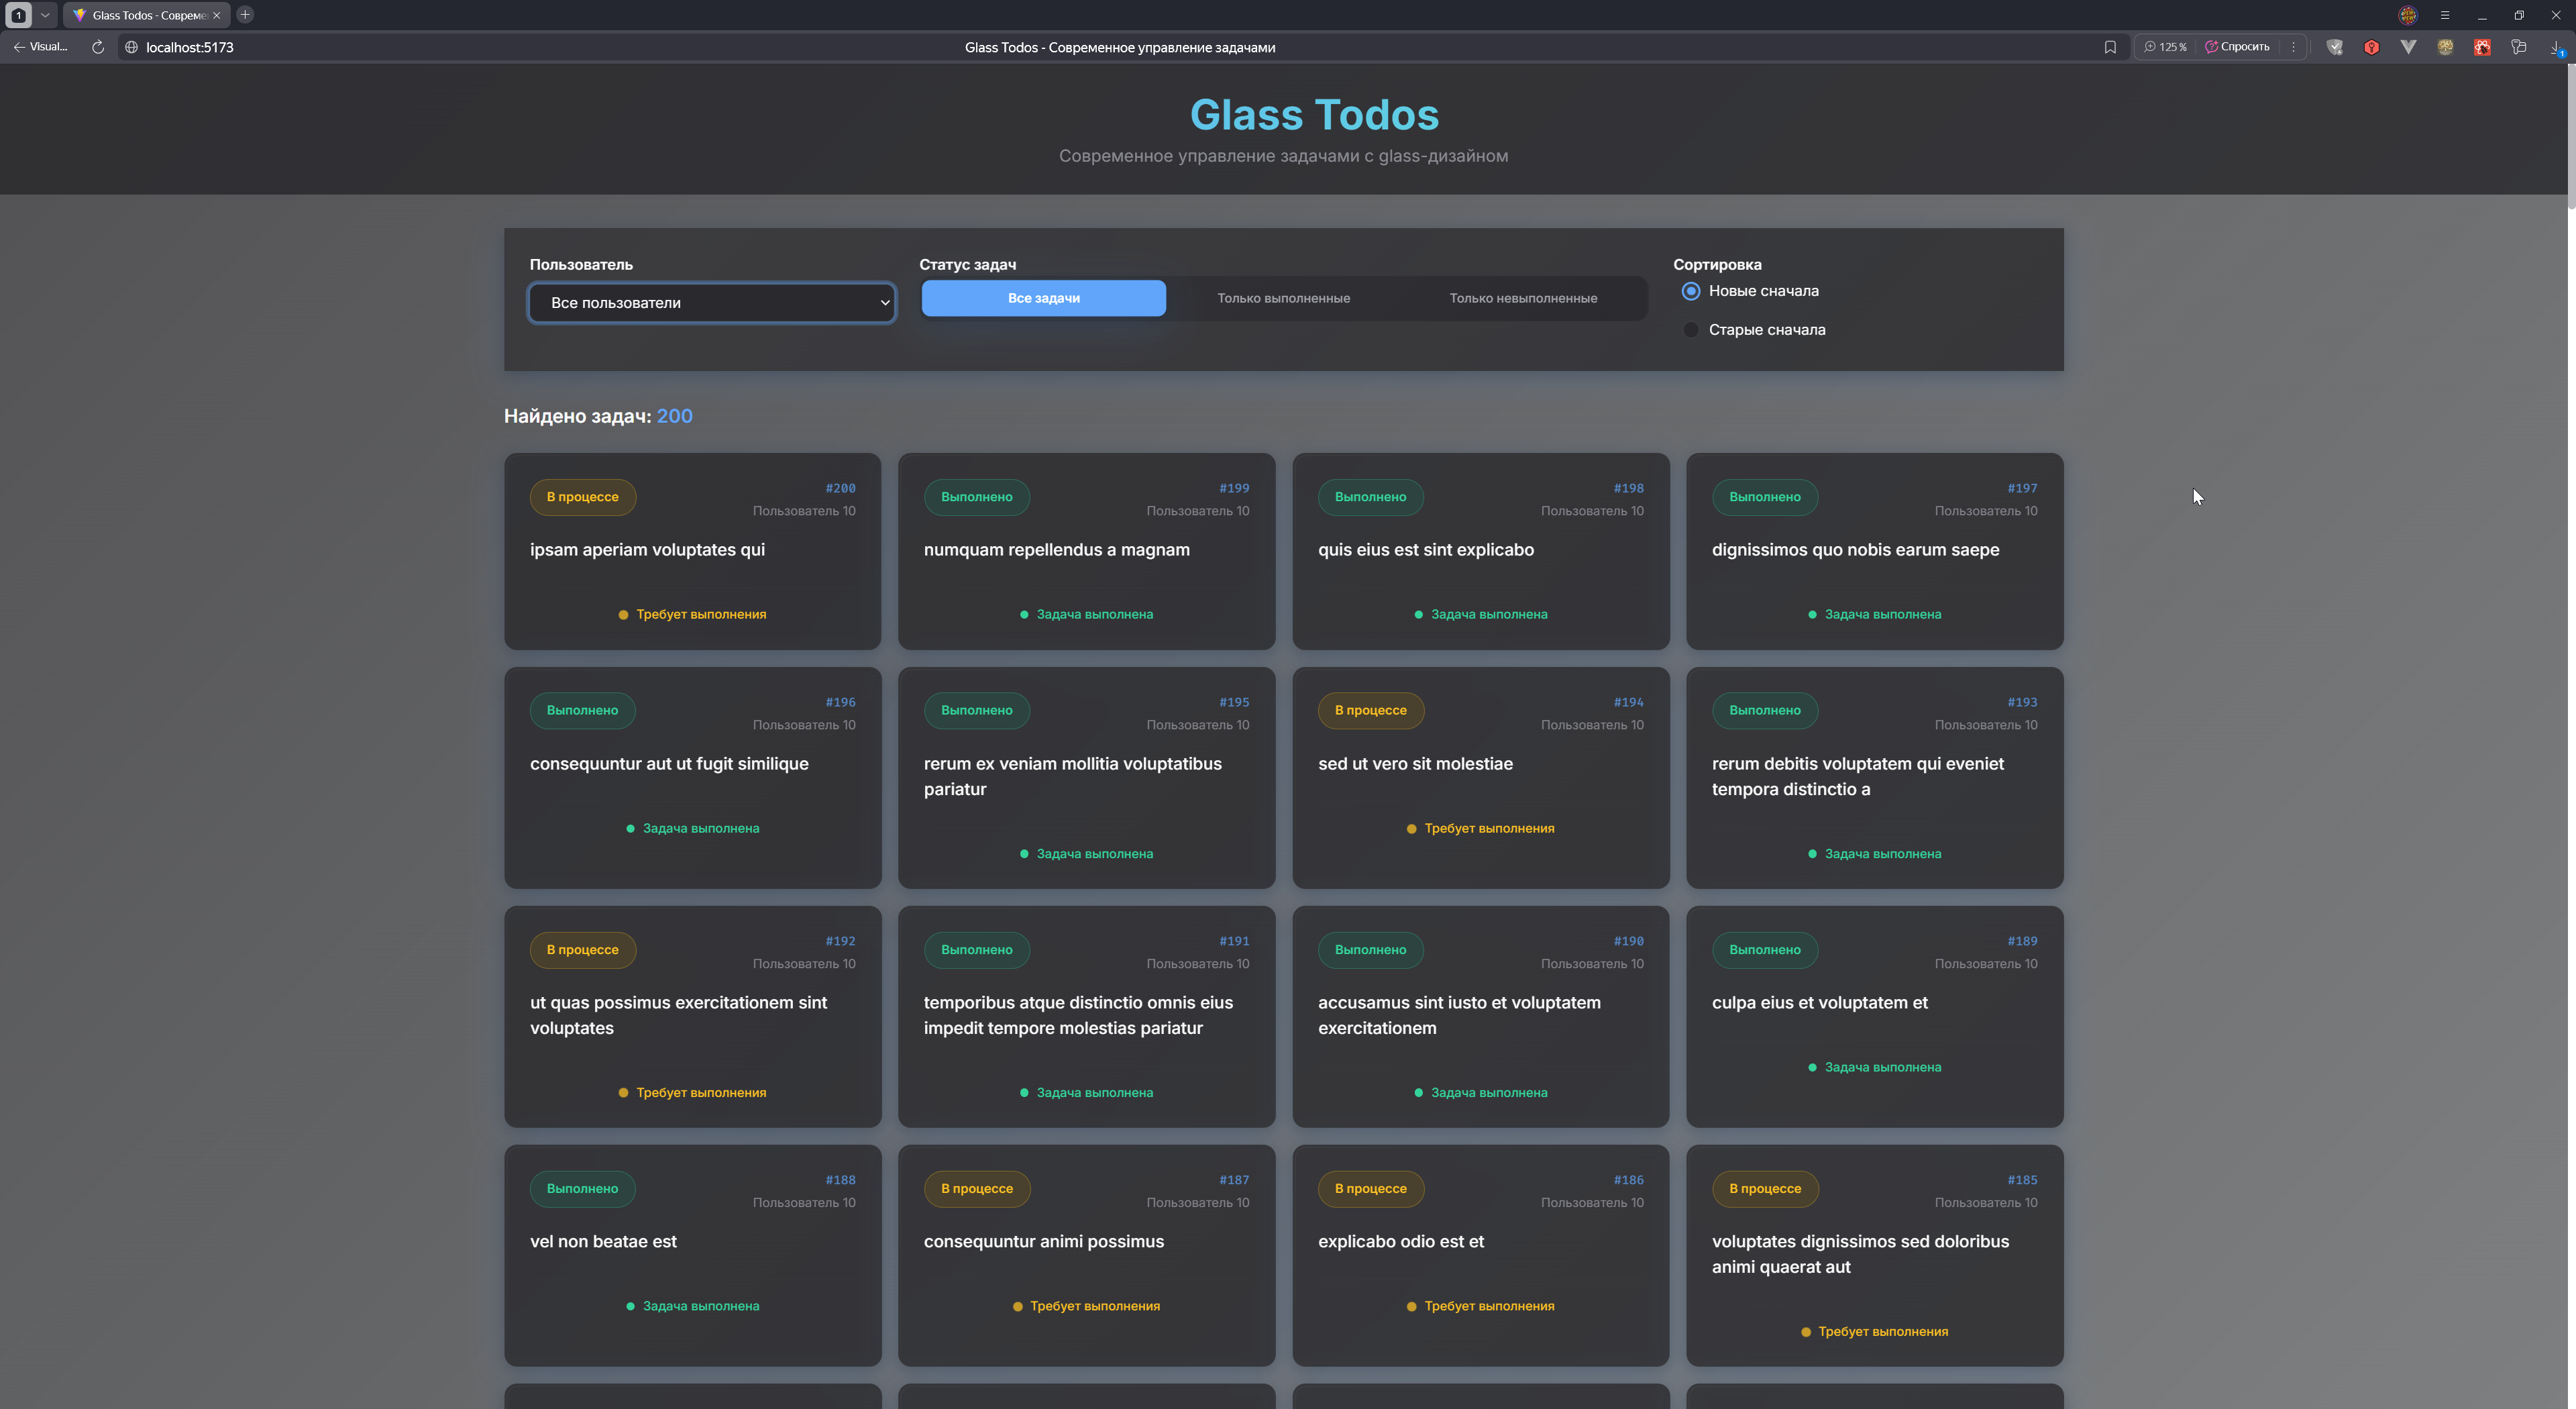 1
Glass Todos - Совреме
Visual...
localhost:5173
Glass Todos - Современное управление задачами
125 %
Спросить
1
Glass Todos
Современное управление задачами с glass-дизайном
Пользователь
Все пользователи
Статус задач
Все задачи
Только выполненные
Только невыполненные
Сортировка
Новые сначала
Старые сначала
Найдено задач: 200
В процессе
#200
Пользователь 10
ipsam aperiam voluptates qui
Требует выполнения
Выполнено
#199
Пользователь 10
numquam repellendus a magnam
Задача выполнена
Выполнено
#198
Пользователь 10
quis eius est sint explicabo
Задача выполнена
Выполнено
#197
Пользователь 10
dignissimos quo nobis earum saepe
Задача выполнена
Выполнено
#196
Пользователь 10
consequuntur aut ut fugit similique
Задача выполнена
Выполнено
#195
Пользователь 10
rerum ex veniam mollitia voluptatibus
pariatur
Задача выполнена
В процессе
#194
Пользователь 10
sed ut vero sit molestiae
Требует выполнения
Выполнено
#193
Пользователь 10
rerum debitis voluptatem qui eveniet
tempora distinctio a
Задача выполнена
В процессе
#192
Пользователь 10
ut quas possimus exercitationem sint
voluptates
Требует выполнения
Выполнено
#191
Пользователь 10
temporibus atque distinctio omnis eius
impedit tempore molestias pariatur
Задача выполнена
Выполнено
#190
Пользователь 10
accusamus sint iusto et voluptatem
exercitationem
Задача выполнена
Выполнено
#189
Пользователь 10
culpa eius et voluptatem et
Задача выполнена
Выполнено
#188
Пользователь 10
vel non beatae est
Задача выполнена
В процессе
#187
Пользователь 10
consequuntur animi possimus
Требует выполнения
В процессе
#186
Пользователь 10
explicabo odio est et
Требует выполнения
В процессе
#185
Пользователь 10
voluptates dignissimos sed doloribus
animi quaerat aut
Требует выполнения